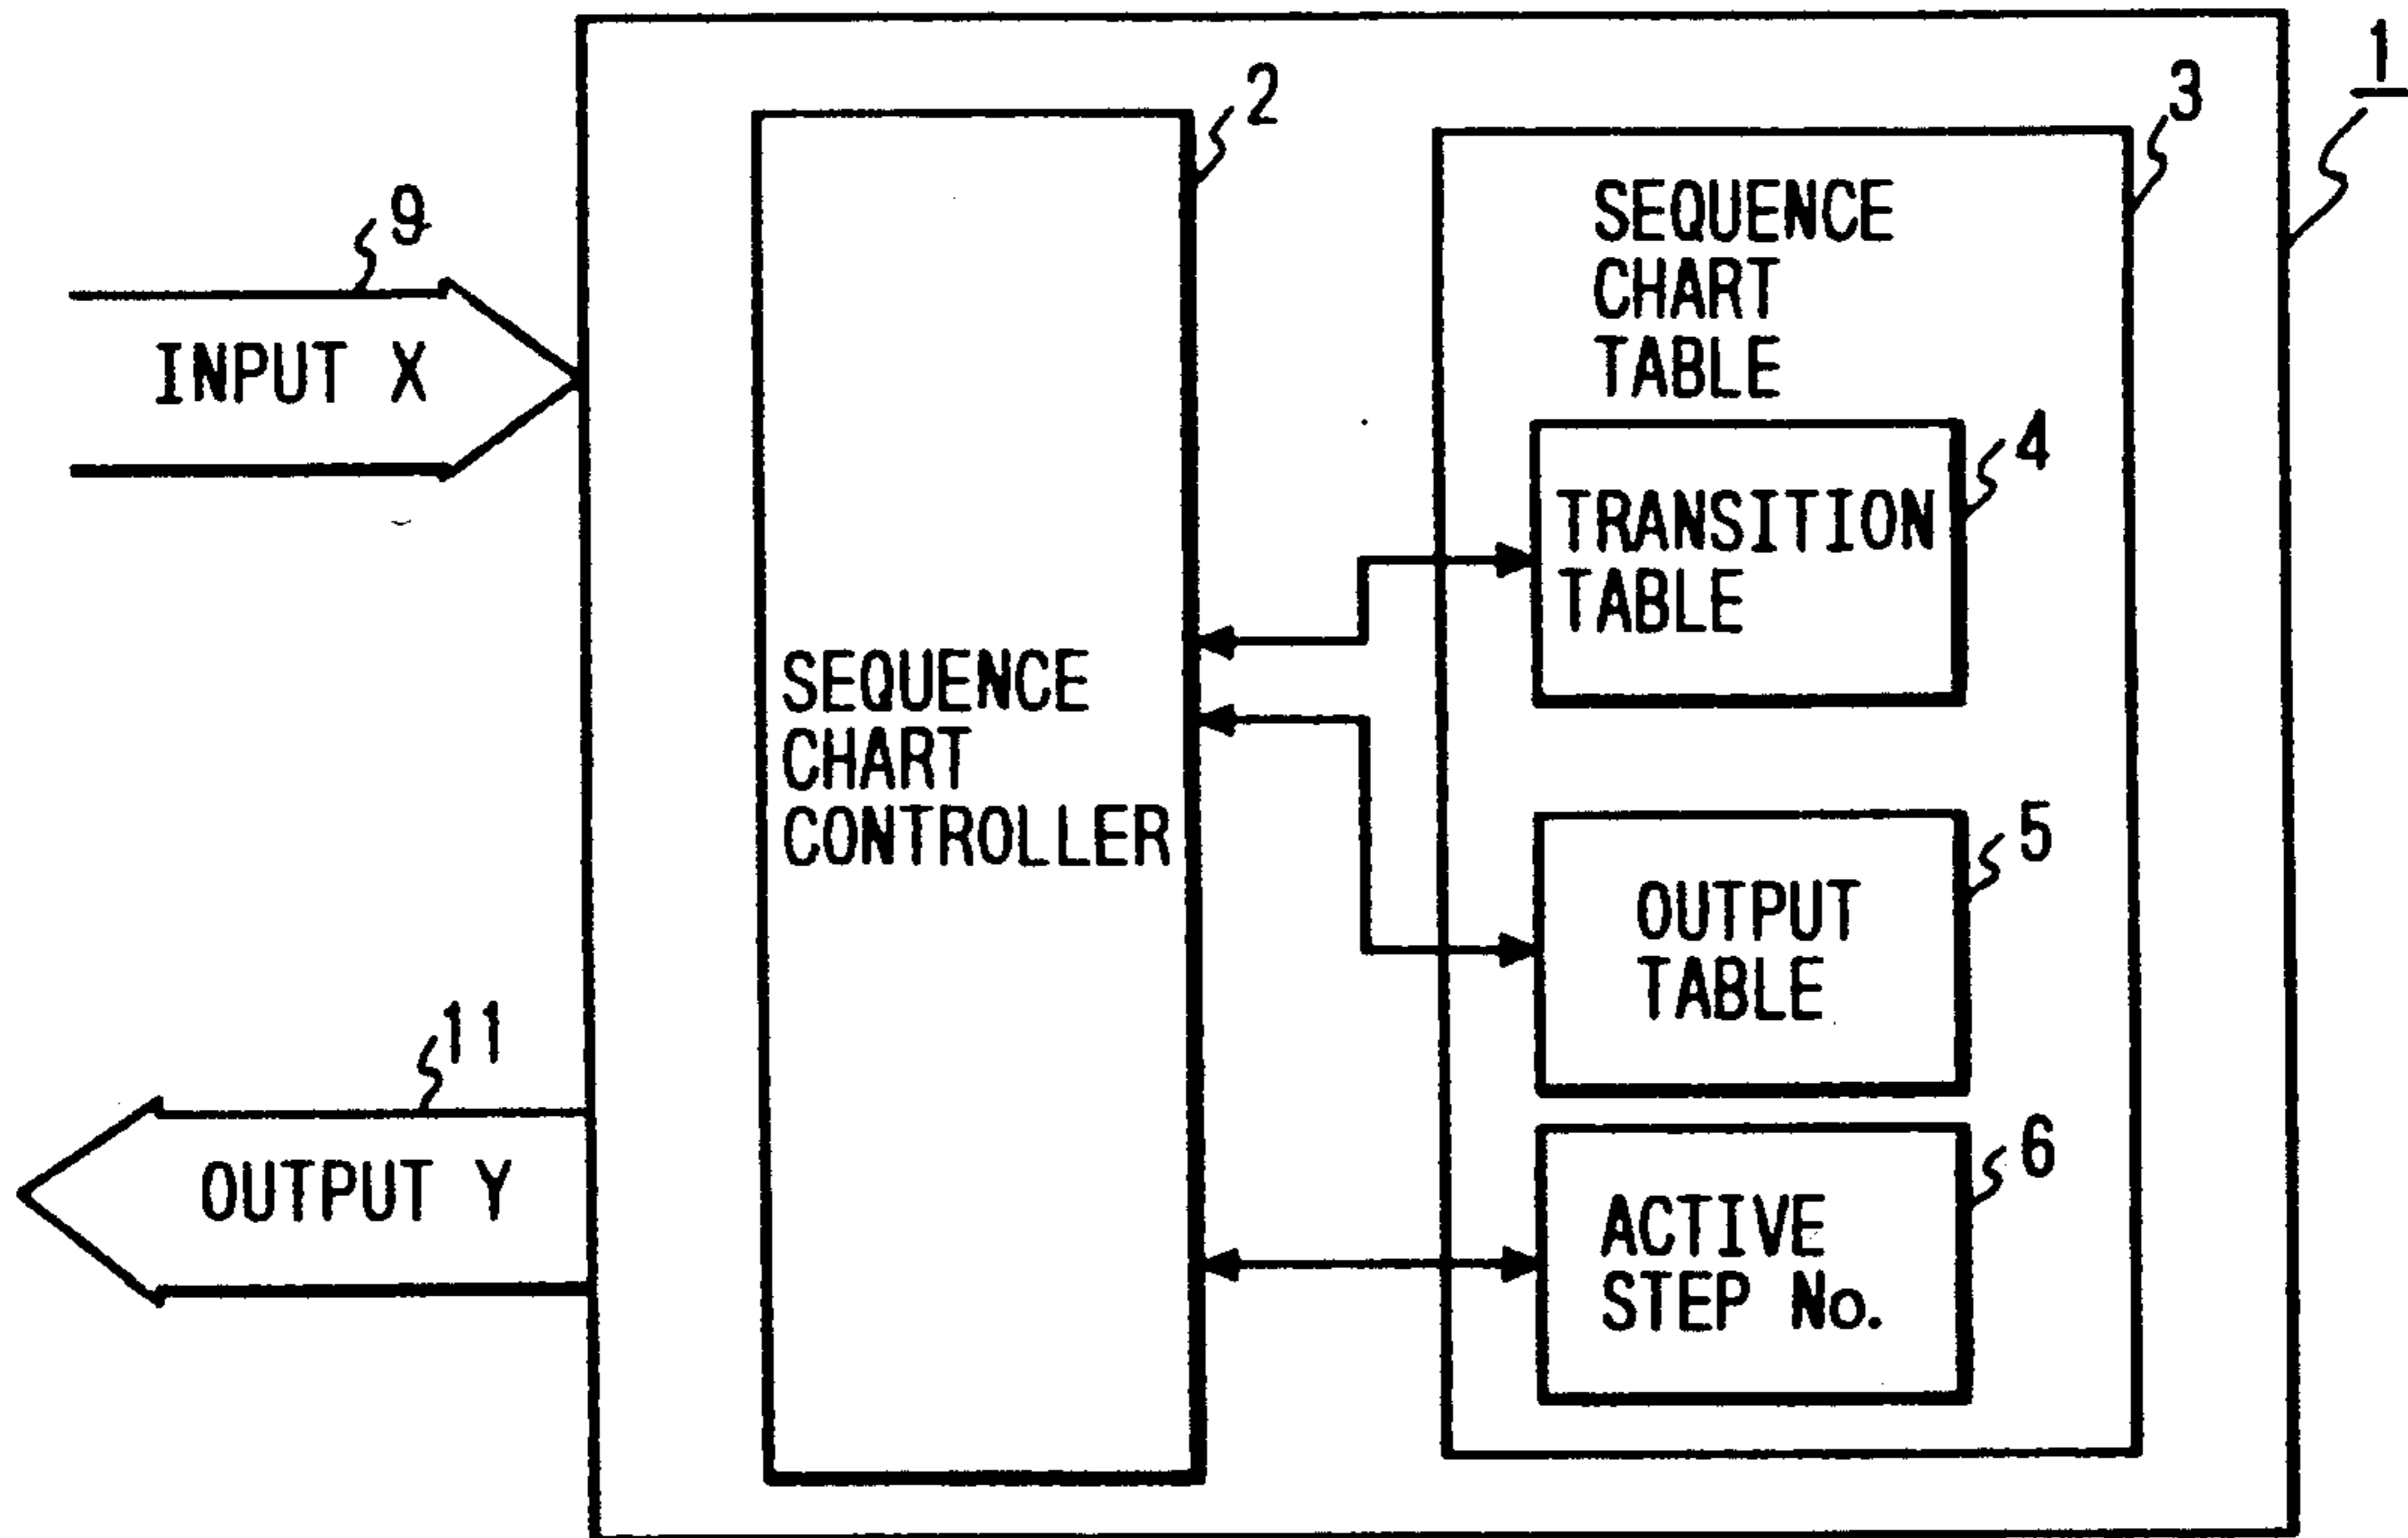 1
2
3
9
SEQUENCE
CHART
TABLE
INPUT X
4
TRANSITION
TABLE
SEQUENCE
CHART
CONTROLLER
5
OUTPUT
TABLE
11
OUTPUT Y
6
ACTIVE
STEP No.